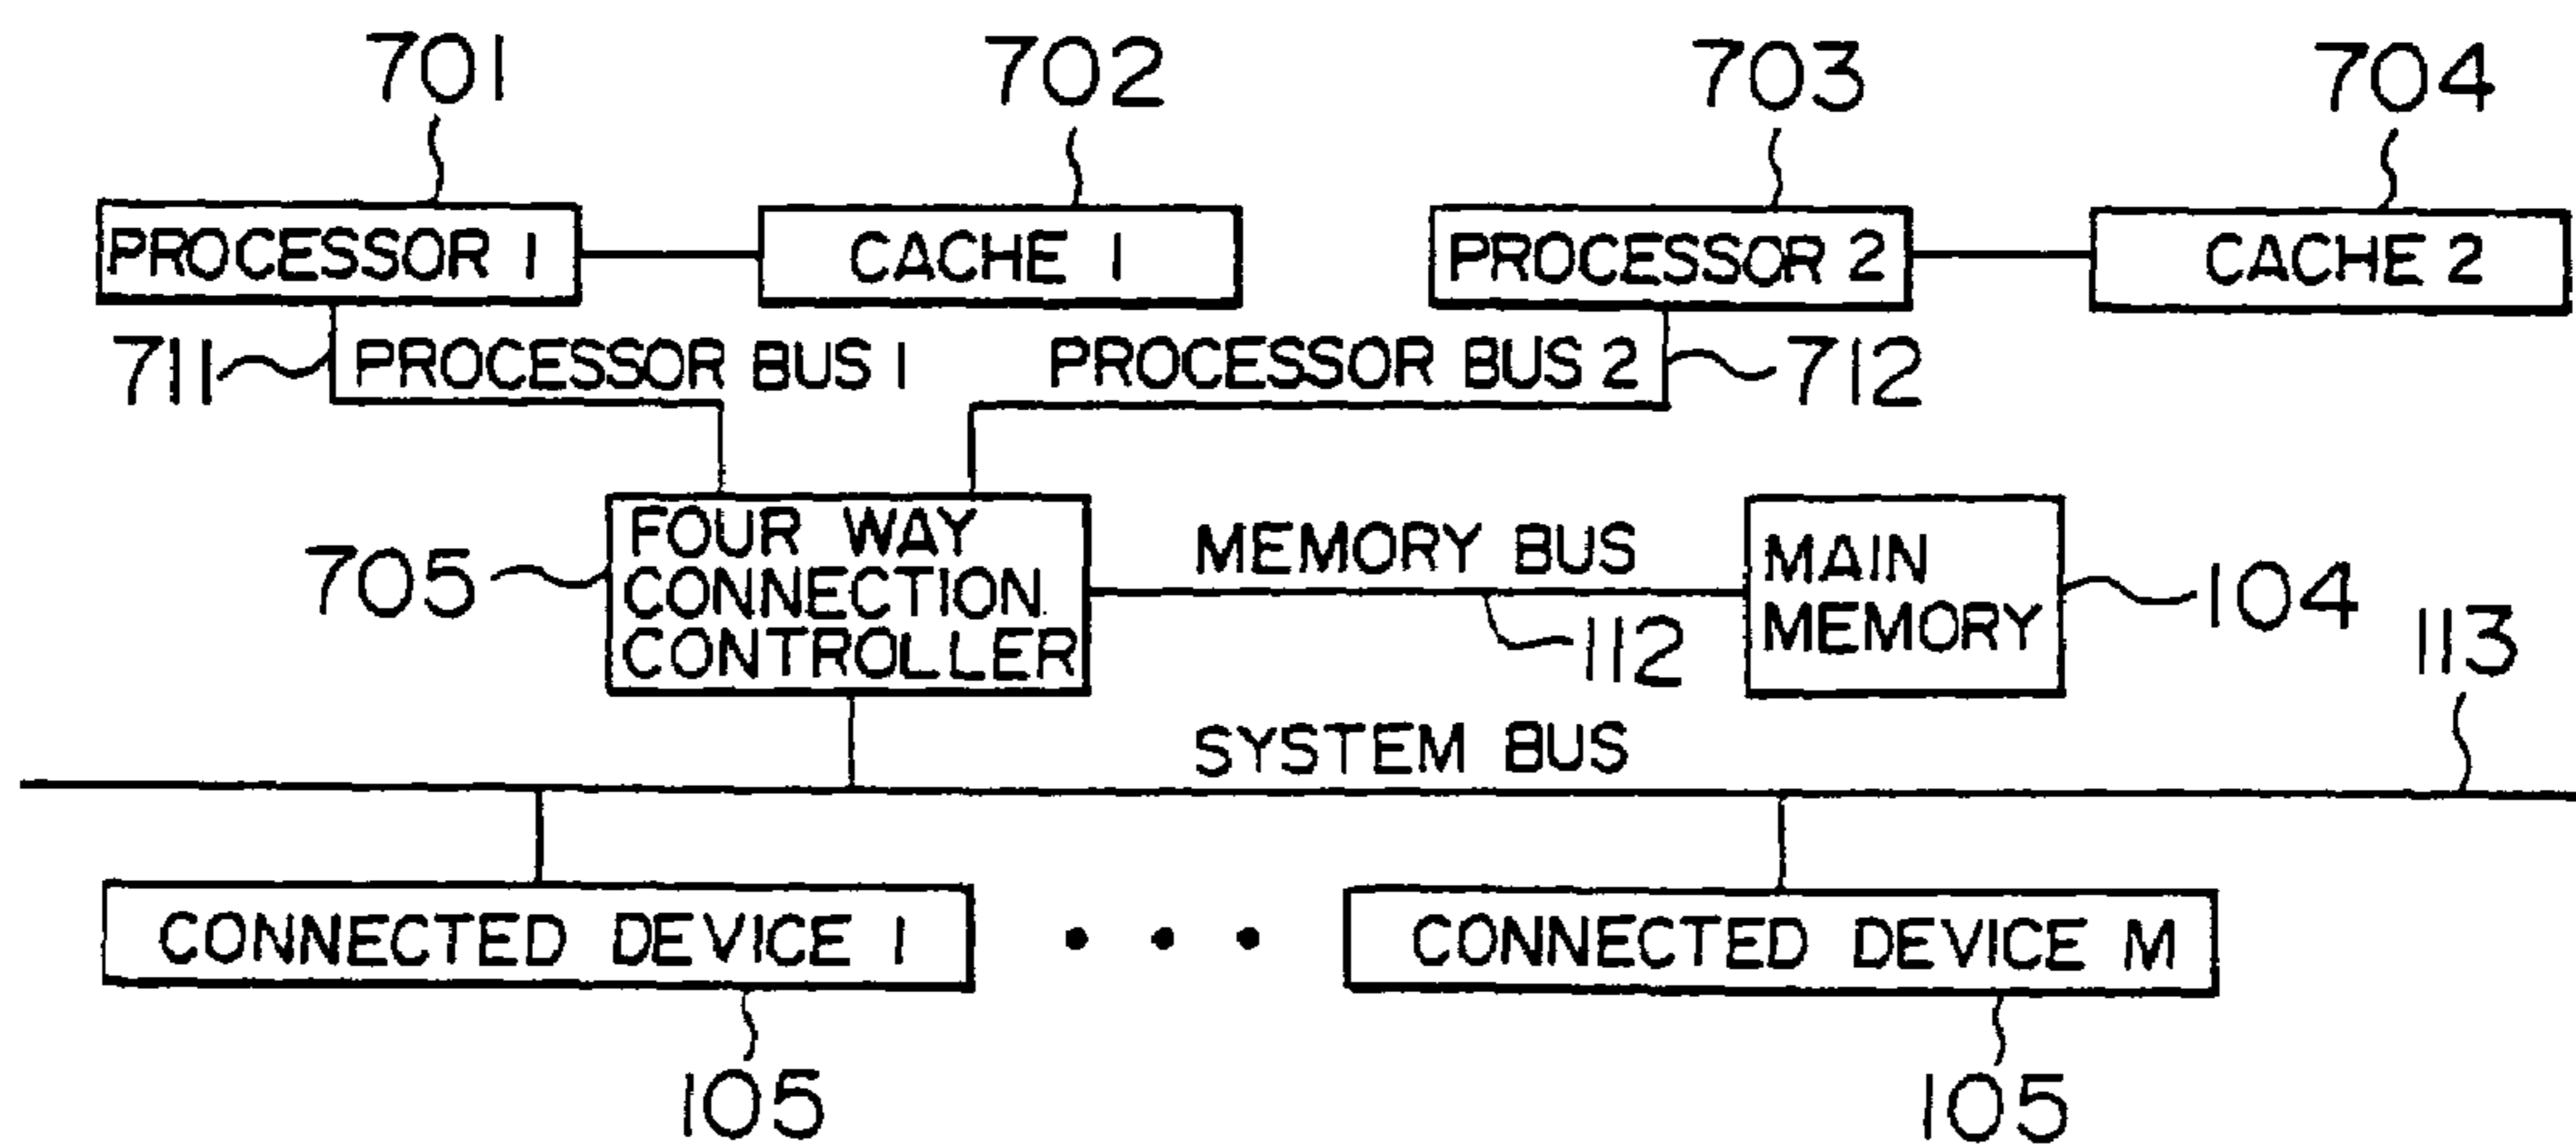 701 702 703 704
PROCESSOR 1 CACHE 1 PROCESSOR 2 CACHE 2
711 PROCESSOR BUS 1 PROCESSOR BUS 2 712
FOUR WAY
CONNECTION
CONTROLLER
705
MEMORY BUS
112
MAIN
MEMORY
104
113
SYSTEM BUS
CONNECTED DEVICE 1 • • • CONNECTED DEVICE M
105 105